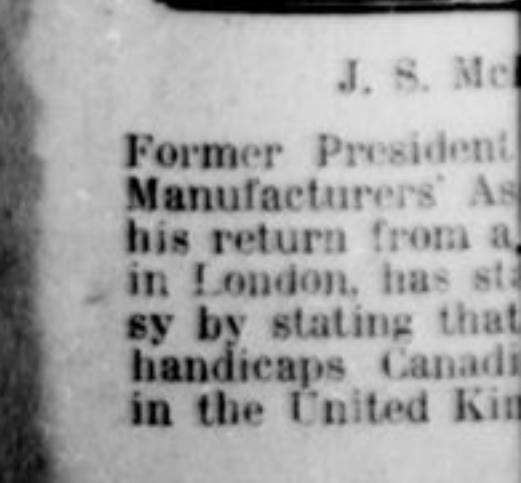 J. S. Mc
Former President
Manufacturers' As
his return from a
in London, has sta
sy by stating that
handicaps Canadi
in the United Kin